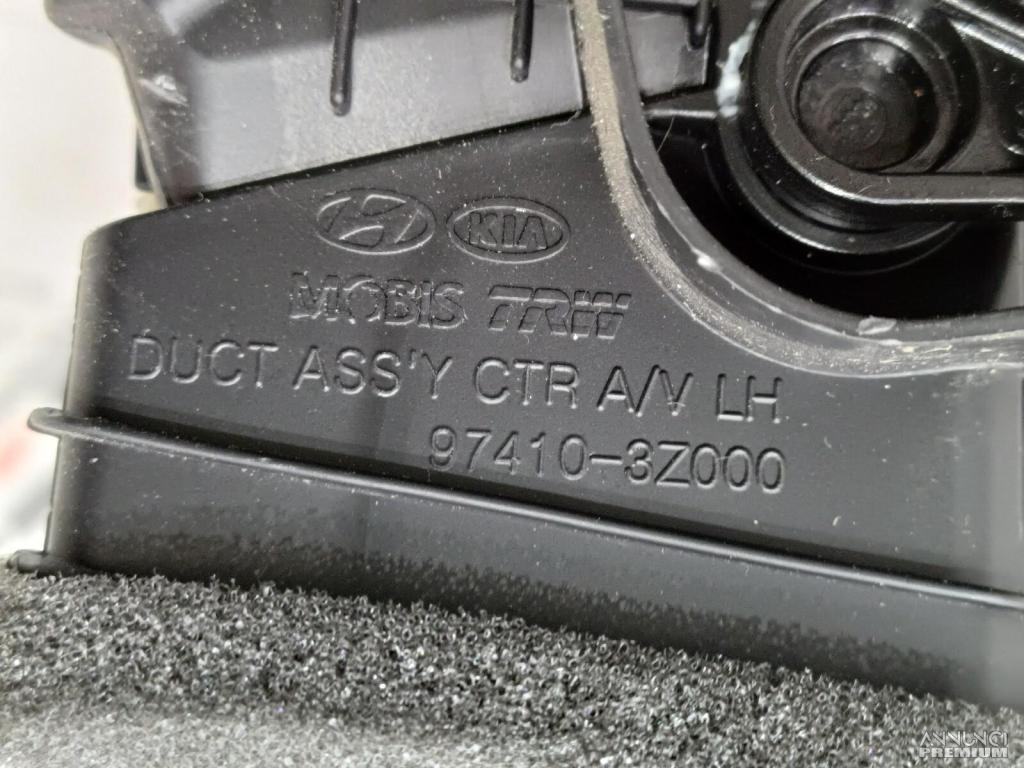 KIA
MOBIS TRW
DUCT ASS'Y CTR A/V LH
97410-3Z000
ANNUNCI
PREMIUM